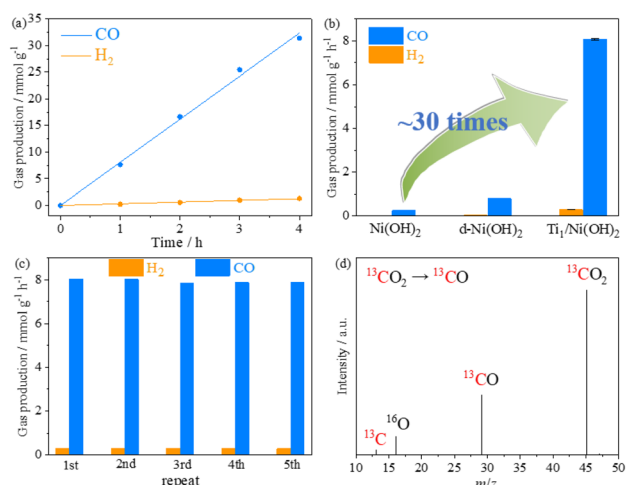 (a)
CO
H₂
Gas production / mmol g⁻¹
35
30
25
20
15
10
5
0
0 1 2 3 4
Time / h
(b)
CO
H₂
Gas production / mmol g⁻¹ h⁻¹
8
6
4
2
0
~30 times
Ni(OH)₂ d-Ni(OH)₂ Ti₁/Ni(OH)₂
(c)
H₂ CO
Gas production / mmol g⁻¹ h⁻¹
8
6
4
2
0
1st 2nd 3rd 4th 5th
repeat
(d)
¹³CO₂ → ¹³CO
¹³CO₂
Intensity / a.u.
¹³CO
¹³C
¹⁶O
10 15 20 25 30 35 40 45 50
m/z